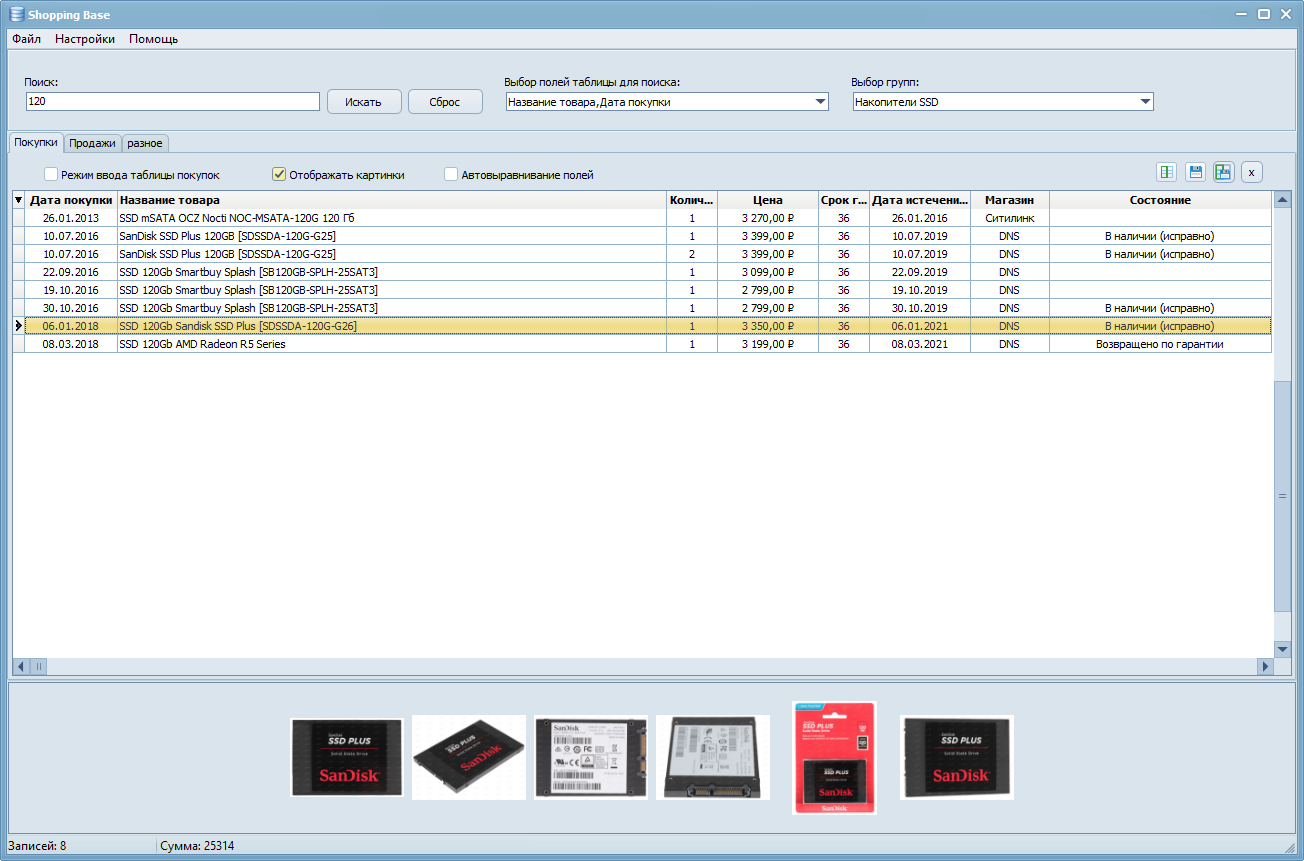 Shopping Base
Файл Настройки Помощь
Поиск: Выбор полей таблицы для поиска: Выбор групп:
120 Искать Сброс Название товара,Дата покупки Накопители SSD
Покупки Продажи разное
Режим ввода таблицы покупок Отображать картинки Автовыравнивание полей x
Дата покупки Название товара Колич... Цена Срок г... Дата истечени... Магазин Состояние
26.01.2013 SSD mSATA OCZ Nocti NOC-MSATA-120G 120 Гб 1 3 270,00 ₽ 36 26.01.2016 Ситилинк
10.07.2016 SanDisk SSD Plus 120GB [SDSSDA-120G-G25] 1 3 399,00 ₽ 36 10.07.2019 DNS В наличии (исправно)
10.07.2016 SanDisk SSD Plus 120GB [SDSSDA-120G-G25] 2 3 399,00 ₽ 36 10.07.2019 DNS В наличии (исправно)
22.09.2016 SSD 120Gb Smartbuy Splash [SB120GB-SPLH-25SAT3] 1 3 099,00 ₽ 36 22.09.2019 DNS
19.10.2016 SSD 120Gb Smartbuy Splash [SB120GB-SPLH-25SAT3] 1 2 799,00 ₽ 36 19.10.2019 DNS
30.10.2016 SSD 120Gb Smartbuy Splash [SB120GB-SPLH-25SAT3] 1 2 799,00 ₽ 36 30.10.2019 DNS В наличии (исправно)
06.01.2018 SSD 120Gb Sandisk SSD Plus [SDSSDA-120G-G26] 1 3 350,00 ₽ 36 06.01.2021 DNS В наличии (исправно)
08.03.2018 SSD 120Gb AMD Radeon R5 Series 1 3 199,00 ₽ 36 08.03.2021 DNS Возвращено по гарантии
SanDisk
SSD PLUS
Solid State Drive
SanDisk
SSD PLUS
SanDisk
SanDisk
SSD PLUS
SSD PLUS
SanDisk
SanDisk
SSD PLUS
Solid State Drive
SanDisk
Записей: 8 Сумма: 25314